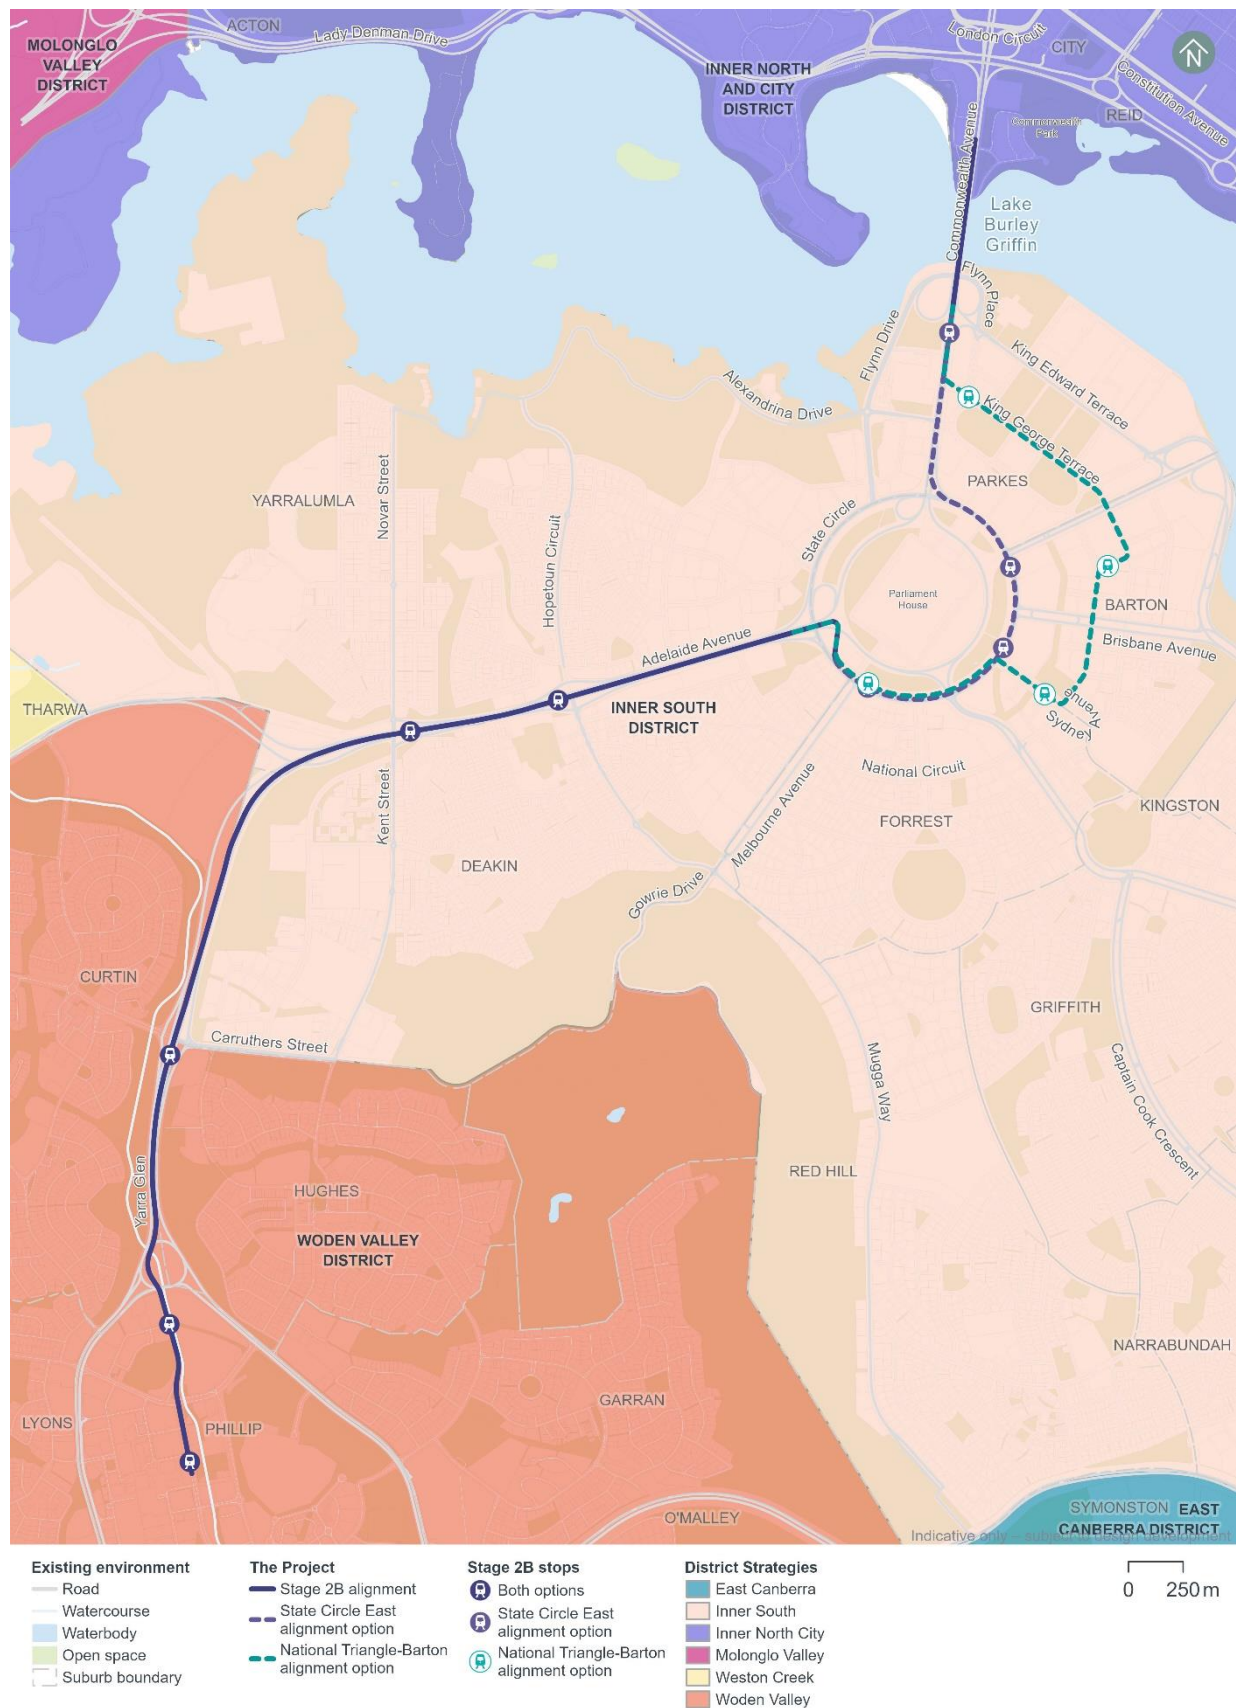 ACTON
MOLONGLO
VALLEY
DISTRICT
Lady Denman Drive
INNER NORTH
AND CITY
DISTRICT
London Circuit
CITY
N
Constitution Avenue
REID
Commonwealth
Park
Commonwealth Avenue
Lake
Burley
Griffin
Flynn Place
Flynn Drive
King Edward Terrace
Alexandrina Drive
King George Terrace
YARRALUMLA
Novar Street
Hopetoun Circuit
State Circle
PARKES
Parliament
House
BARTON
Brisbane Avenue
Adelaide Avenue
THARWA
INNER SOUTH
DISTRICT
Sydney Avenue
National Circuit
Kent Street
Melbourne Avenue
FORREST
KINGSTON
DEAKIN
Gowrie Drive
CURTIN
GRIFFITH
Carruthers Street
Mugga Way
Captain Cook Crescent
Yarra Glen
RED HILL
HUGHES
WODEN VALLEY
DISTRICT
NARRABUNDAH
GARRAN
LYONS
PHILLIP
O'MALLEY
SYMONSTON
EAST
CANBERRA DISTRICT
Indicative only – subject to design development
Existing environment
Road
Watercourse
Waterbody
Open space
Suburb boundary
The Project
Stage 2B alignment
State Circle East
alignment option
National Triangle-Barton
alignment option
Stage 2B stops
Both options
State Circle East
alignment option
National Triangle-Barton
alignment option
District Strategies
East Canberra
Inner South
Inner North City
Molonglo Valley
Weston Creek
Woden Valley
0 250 m